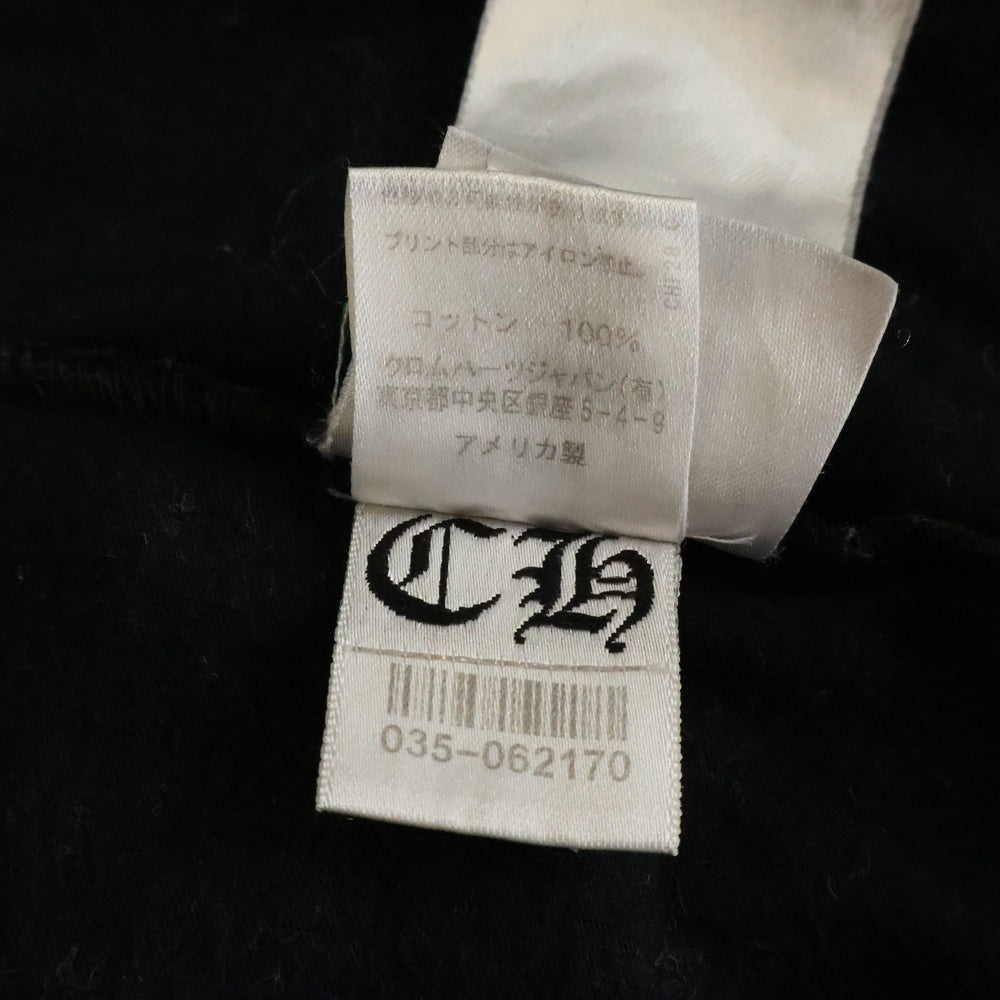 プリント部分はアイロン禁止
コットン 100%
クロムハーツジャパン(有)
東京都中央区銀座5-4-9
アメリカ製
CH
035-062170